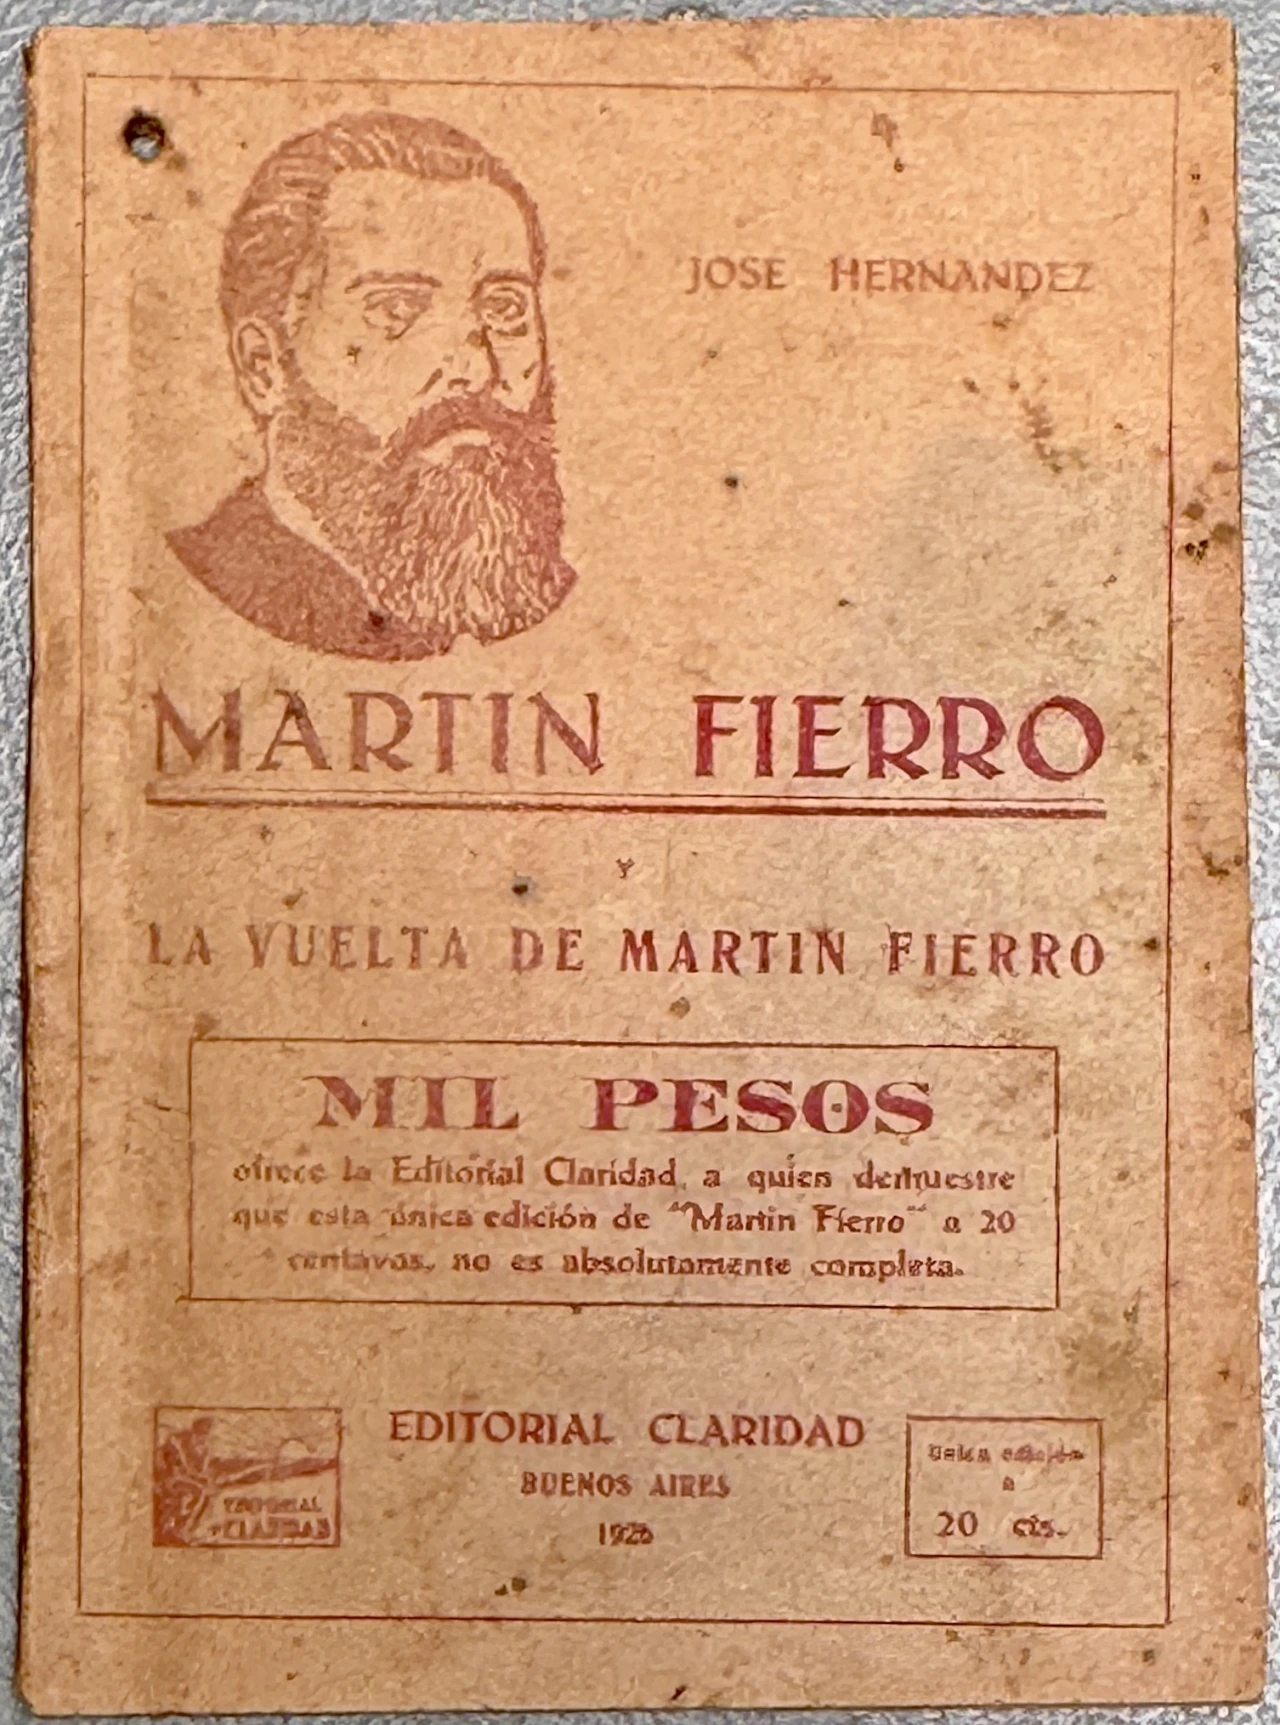 JOSE HERNANDEZ
MARTIN FIERRO
Y
LA VUELTA DE MARTIN FIERRO
MIL PESOS
ofrece la Editorial Claridad, a quien demuestre
que esta única edición de "Martin Fierro" a 20
centavos, no es absolutamente completa.
EDITORIAL
CLARIDAD
EDITORIAL CLARIDAD
BUENOS AIRES
Unica edición
a
20 cts.